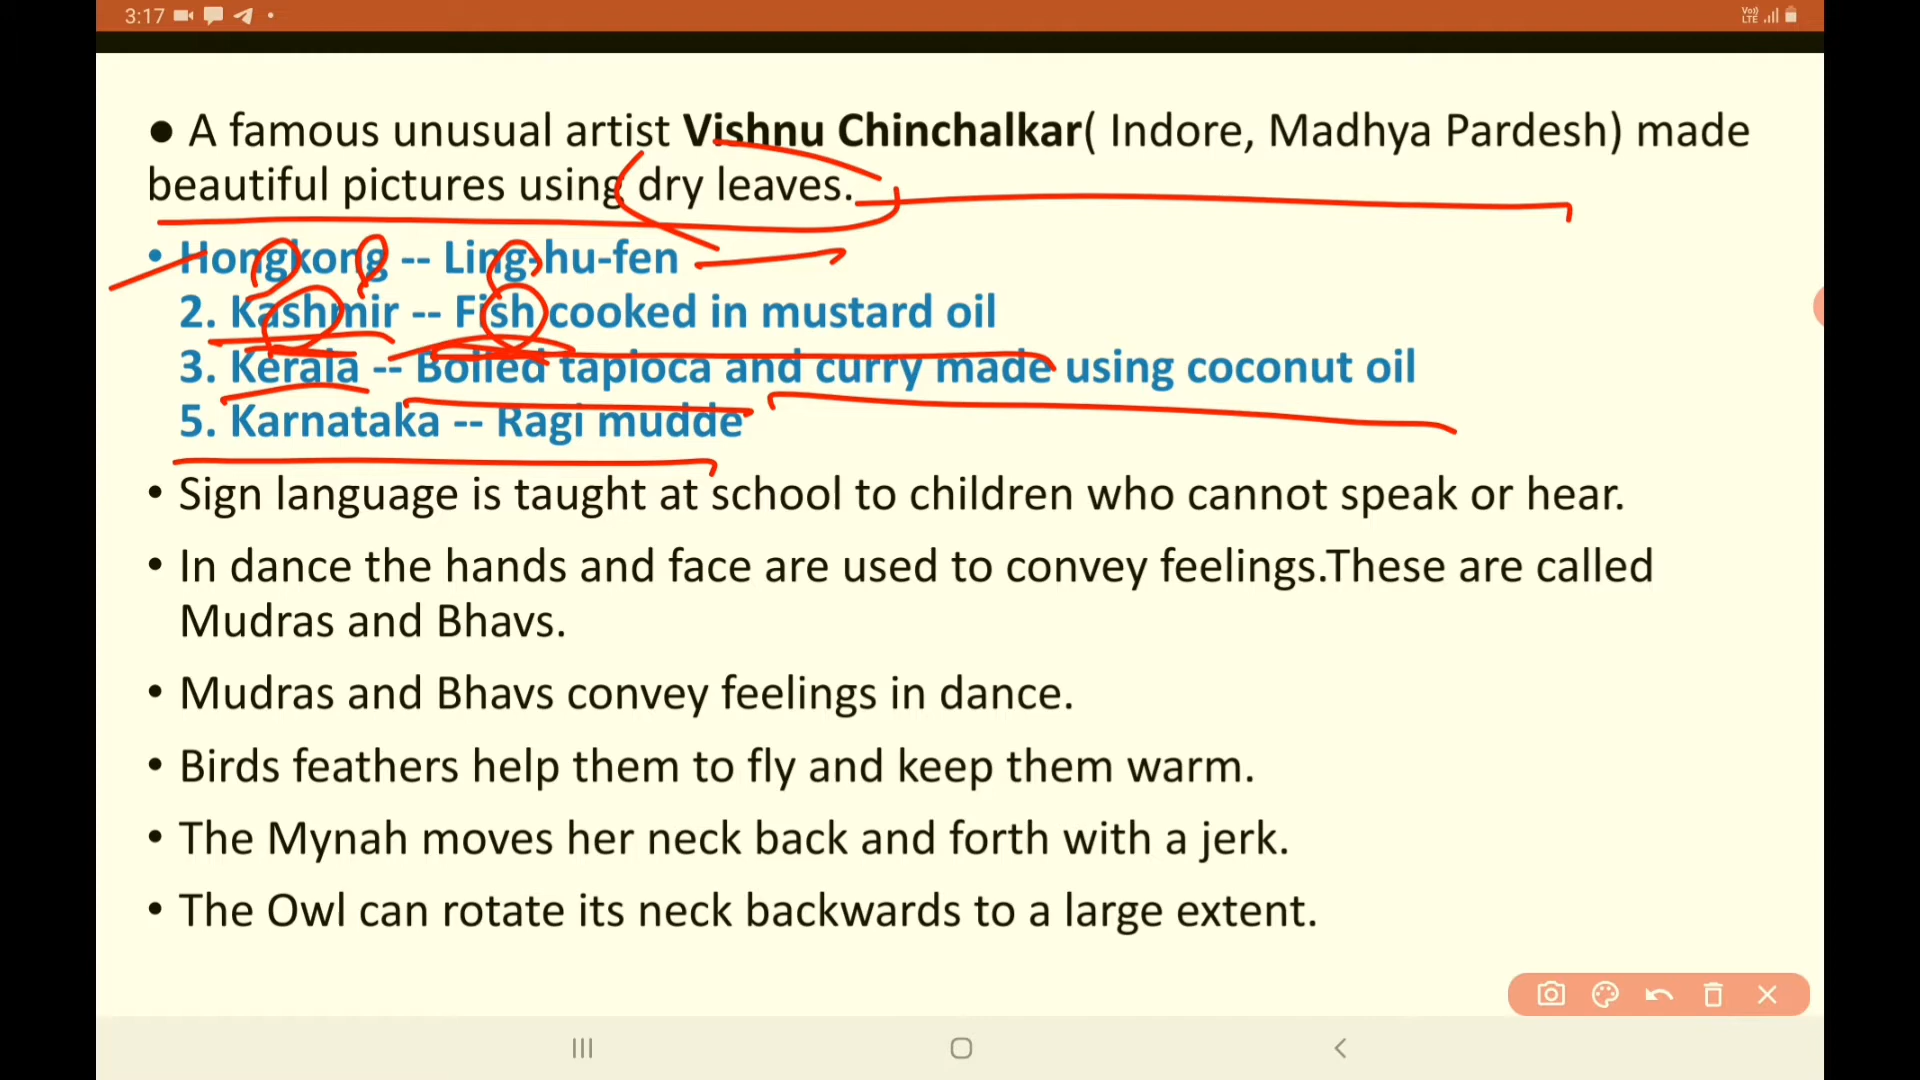 3:17
Vo)) LTE
● A famous unusual artist Vishnu Chinchalkar( Indore, Madhya Pardesh) made
beautiful pictures using dry leaves.
• Hongkong -- Ling-hu-fen
2. Kashmir -- Fish cooked in mustard oil
3. Kerala -- Boiled tapioca and curry made using coconut oil
5. Karnataka -- Ragi mudde
• Sign language is taught at school to children who cannot speak or hear.
• In dance the hands and face are used to convey feelings.These are called
Mudras and Bhavs.
• Mudras and Bhavs convey feelings in dance.
• Birds feathers help them to fly and keep them warm.
• The Mynah moves her neck back and forth with a jerk.
• The Owl can rotate its neck backwards to a large extent.